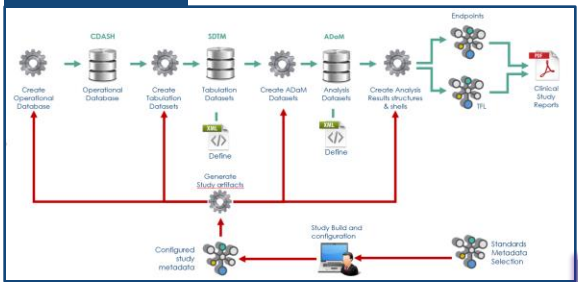 CDASH
SDTM
ADaM
Endpoints
Create
Operational
Database
Operational
Database
Create
Tabulation
Datasets
Tabulation
Datasets
Create ADaM
Datasets
Analysis
Datasets
Create Analysis
Results structures
& shells
TFL
PDF
Clinical
Study
Reports
XML
</>
Define
XML
</>
Define
Generate
Study artifacts
Configured
study
metadata
Study Build and
configuration
Standards
Metadata
Selection